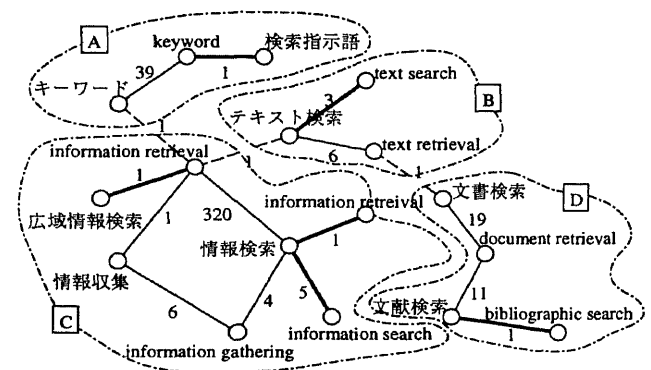 A
keyword
検索指示語
39
1
キーワード
text search
3
B
テキスト検索
1
6
text retrieval
information retrieval
1
1
文書検索
D
1
広域情報検索
320
information retreival
19
1
情報検索
1
document retrieval
情報収集
5
4
11
6
文献検索
bibliographic search
C
information search
1
information gathering